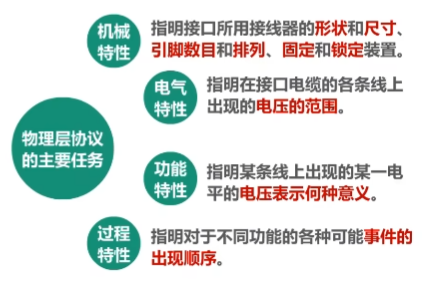 机械
特性
指明接口所用接线器的形状和尺寸、
引脚数目和排列、固定和锁定装置。
电气
特性
指明在接口电缆的各条线上
出现的电压的范围。
物理层协议
的主要任务
功能
特性
指明某条线上出现的某一电
平的电压表示何种意义。
过程
特性
指明对于不同功能的各种可能事件的
出现顺序。